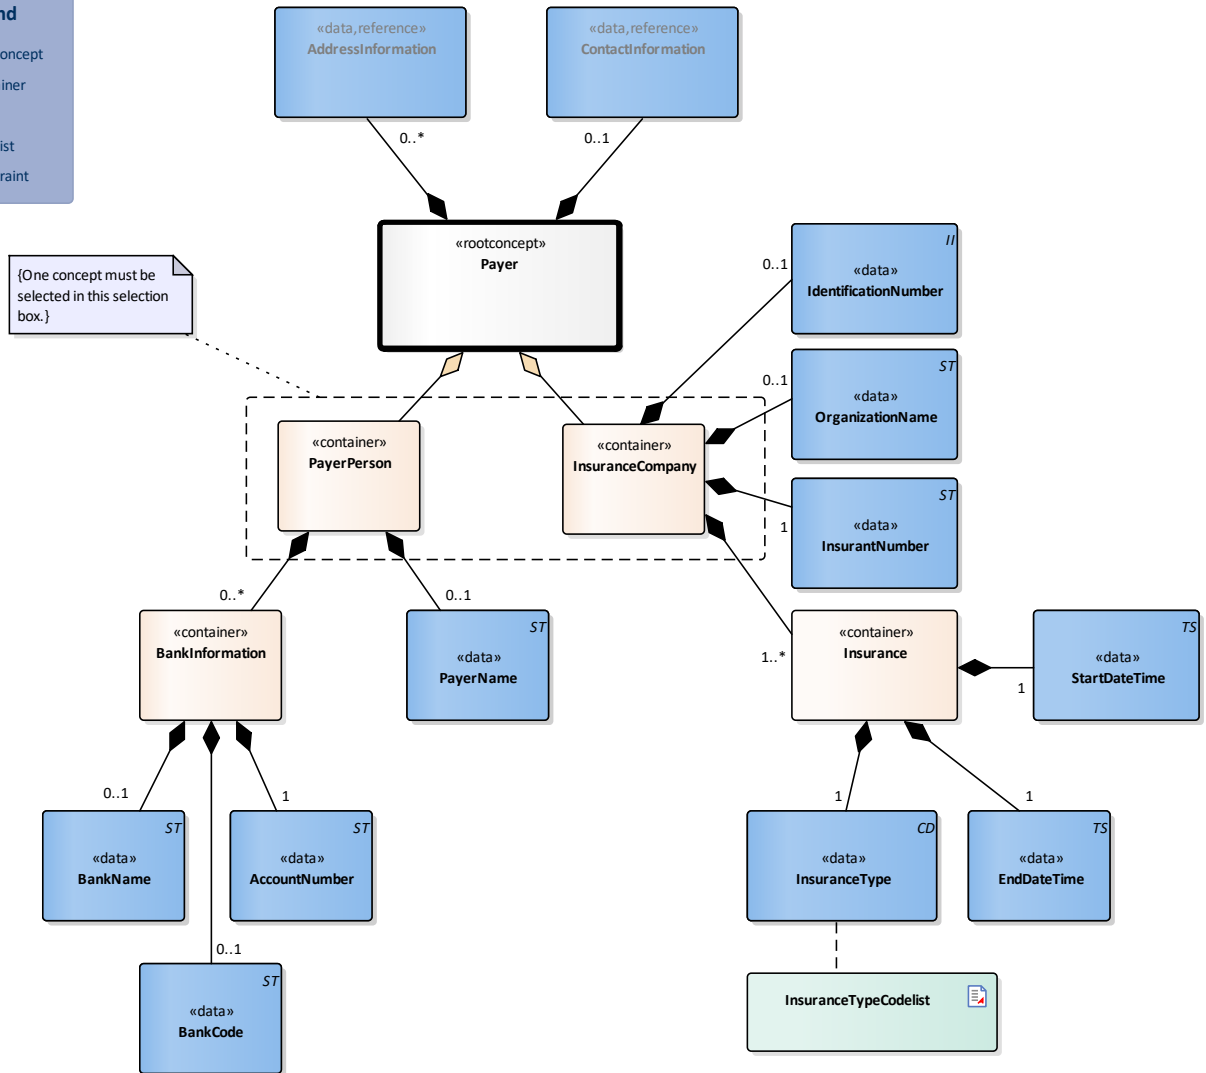 nd
oncept
iner
ist
raint
«data,reference»
AddressInformation
«data,reference»
ContactInformation
0..*
0..1
«rootconcept»
Payer
{One concept must be
selected in this selection
box.}
II
«data»
IdentificationNumber
0..1
ST
«data»
OrganizationName
0..1
ST
«data»
InsurantNumber
1
«container»
PayerPerson
«container»
InsuranceCompany
0..*
0..1
1..*
«container»
BankInformation
ST
«data»
PayerName
«container»
Insurance
TS
«data»
StartDateTime
1
0..1
1
1
1
ST
«data»
BankName
ST
«data»
AccountNumber
CD
«data»
InsuranceType
TS
«data»
EndDateTime
0..1
ST
«data»
BankCode
InsuranceTypeCodelist